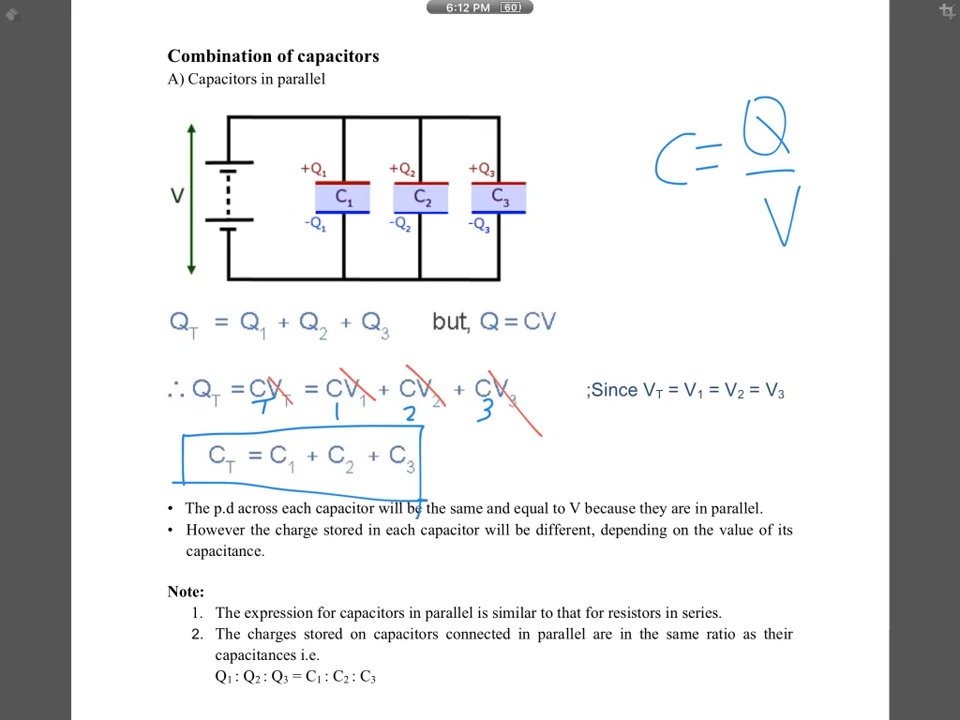 6:12 PM 60
Combination of capacitors
A) Capacitors in parallel
C = Q / V
+Q₁ +Q₂ +Q₃
V C₁ C₂ C₃
-Q₁ -Q₂ -Q₃
Q_T = Q₁ + Q₂ + Q₃ but, Q = CV
∴ Q_T = CV_T = CV₁ + CV₂ + CV₃ ;Since V_T = V₁ = V₂ = V₃
T 1 2 3
C_T = C₁ + C₂ + C₃
• The p.d across each capacitor will be the same and equal to V because they are in parallel.
• However the charge stored in each capacitor will be different, depending on the value of its
capacitance.
Note:
1. The expression for capacitors in parallel is similar to that for resistors in series.
2. The charges stored on capacitors connected in parallel are in the same ratio as their
capacitances i.e.
Q₁ : Q₂ : Q₃ = C₁ : C₂ : C₃